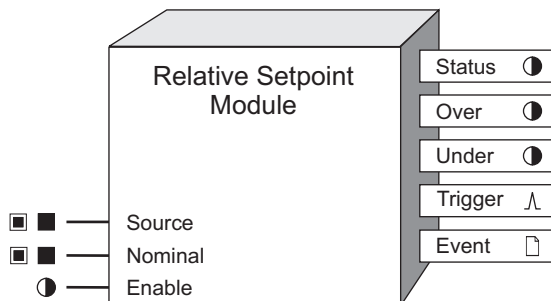 Relative Setpoint
Module
Status
Over
Under
Trigger
Event
Source
Nominal
Enable